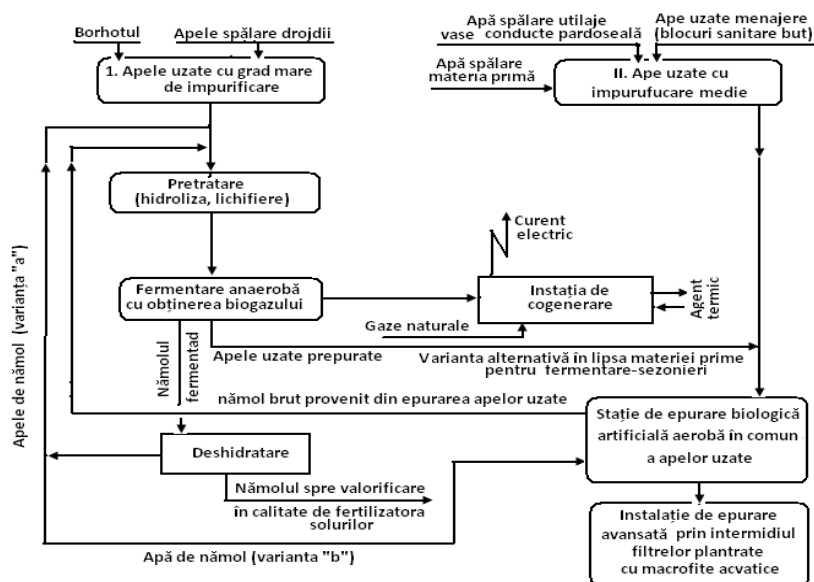 Borhotul
Apele spălare drojdii
1. Apele uzate cu grad mare
de impurificare
Apă spălare utilaje
vase conducte pardoseală
Ape uzate menajere
(blocuri sanitare but)
Apă spălare
materia primă
II. Ape uzate cu
impurufucare medie
Pretratare
(hidroliza, lichifiere)
Curent
electric
Fermentare anaerobă
cu obținerea biogazului
Instația de
cogenerare
Agent
termic
Gaze naturale
Apele de nămol (varianța "a")
Nămolul
fermentad
Apele uzate prepurate
Varianta alternativă în lipsa materiei prime
pentru fermentare-sezonieri
nămol brut provenit din epurarea apelor uzate
Stație de epurare biologică
artificială aerobă în comun
a apelor uzate
Deshidratare
Nămolul spre valorificare
în calitate de fertilizatora
solurilor
Apă de nămol (varianta "b")
Instalație de epurare
avansată prin intermidiul
filtrelor plantrate
cu macrofite acvatice